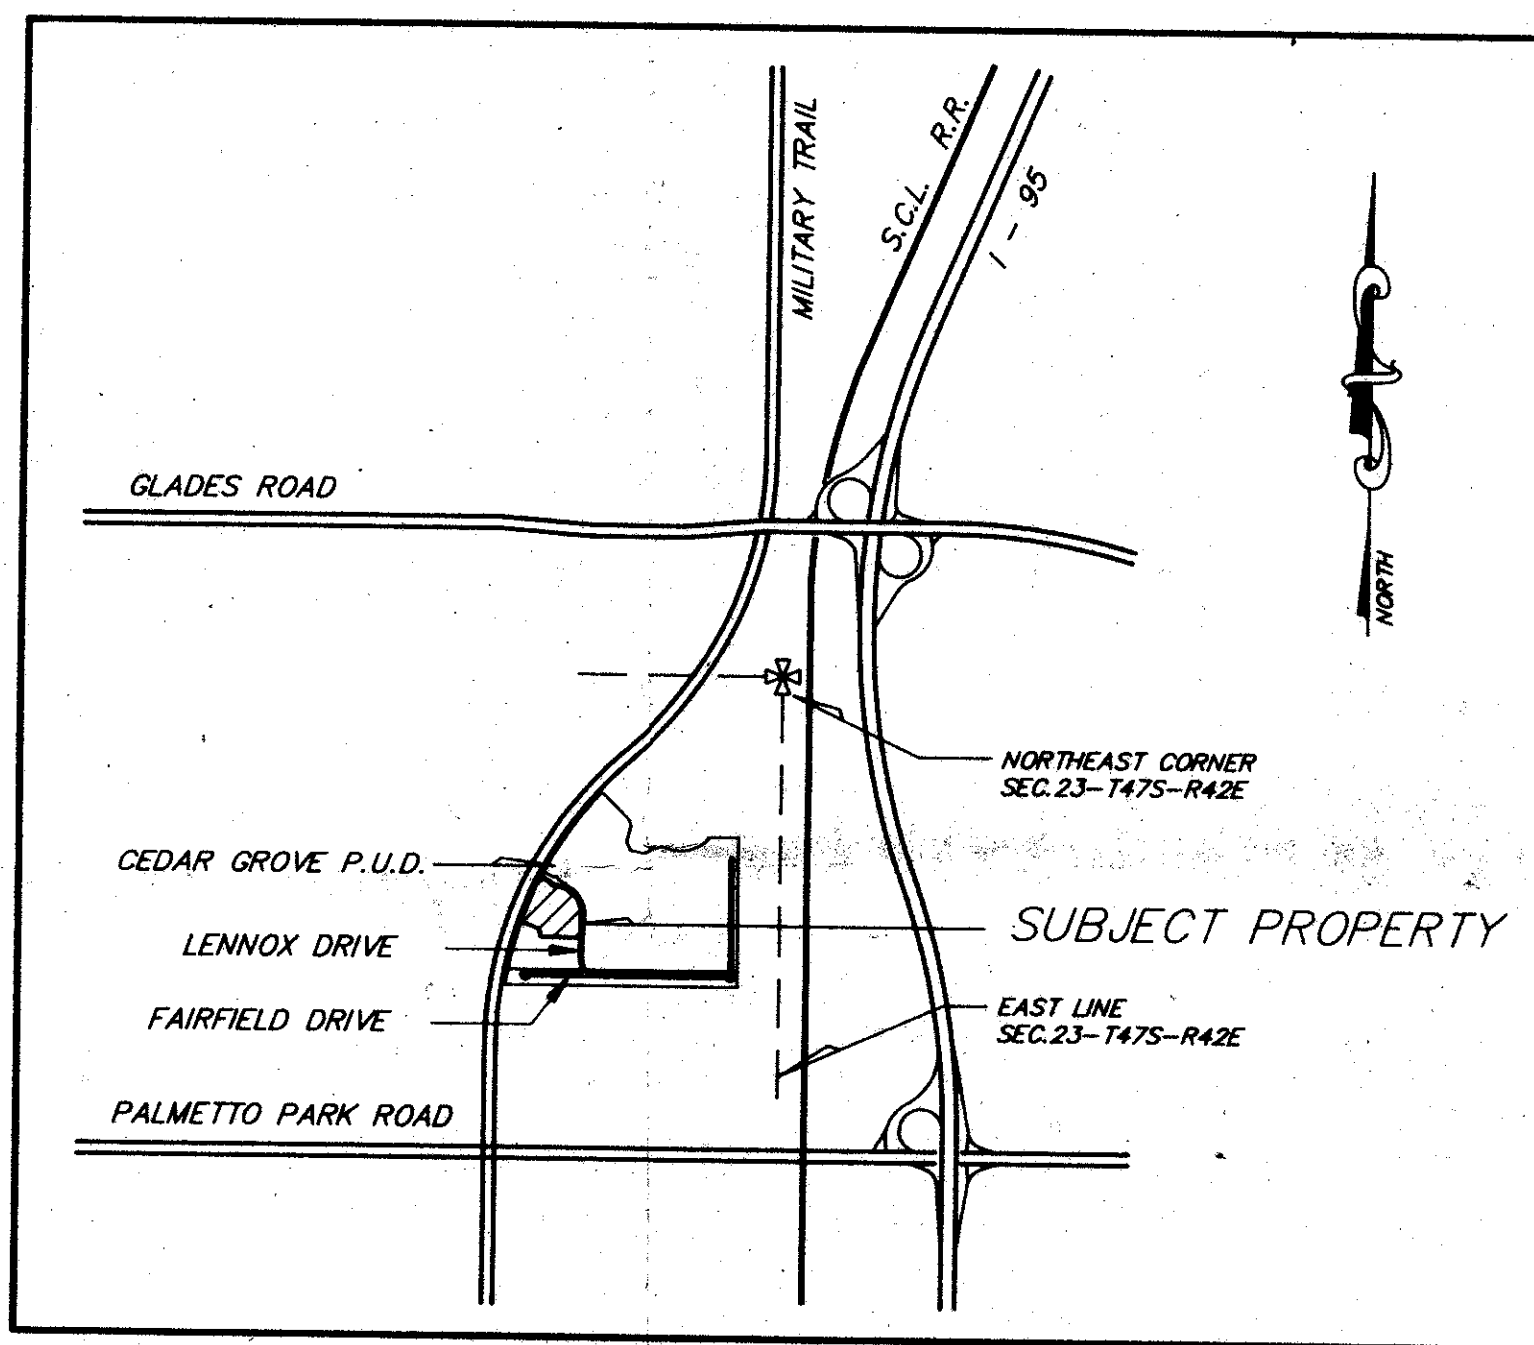 MILITARY TRAIL
S.C.L. R.R.
I - 95
GLADES ROAD
NORTH
NORTHEAST CORNER
SEC.23-T47S-R42E
CEDAR GROVE P.U.D.
SUBJECT PROPERTY
LENNOX DRIVE
FAIRFIELD DRIVE
EAST LINE
SEC.23-T47S-R42E
PALMETTO PARK ROAD